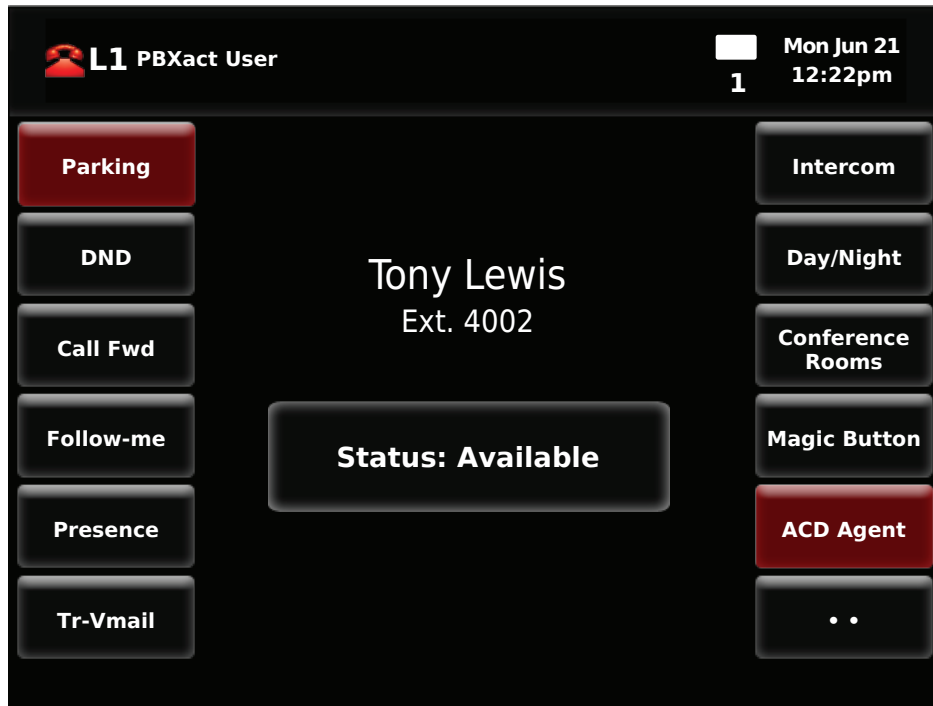 L1 PBXact User
1
Mon Jun 21
12:22pm
Parking
DND
Call Fwd
Follow-me
Presence
Tr-Vmail
Tony Lewis
Ext. 4002
Status: Available
Intercom
Day/Night
Conference
Rooms
Magic Button
ACD Agent
• •